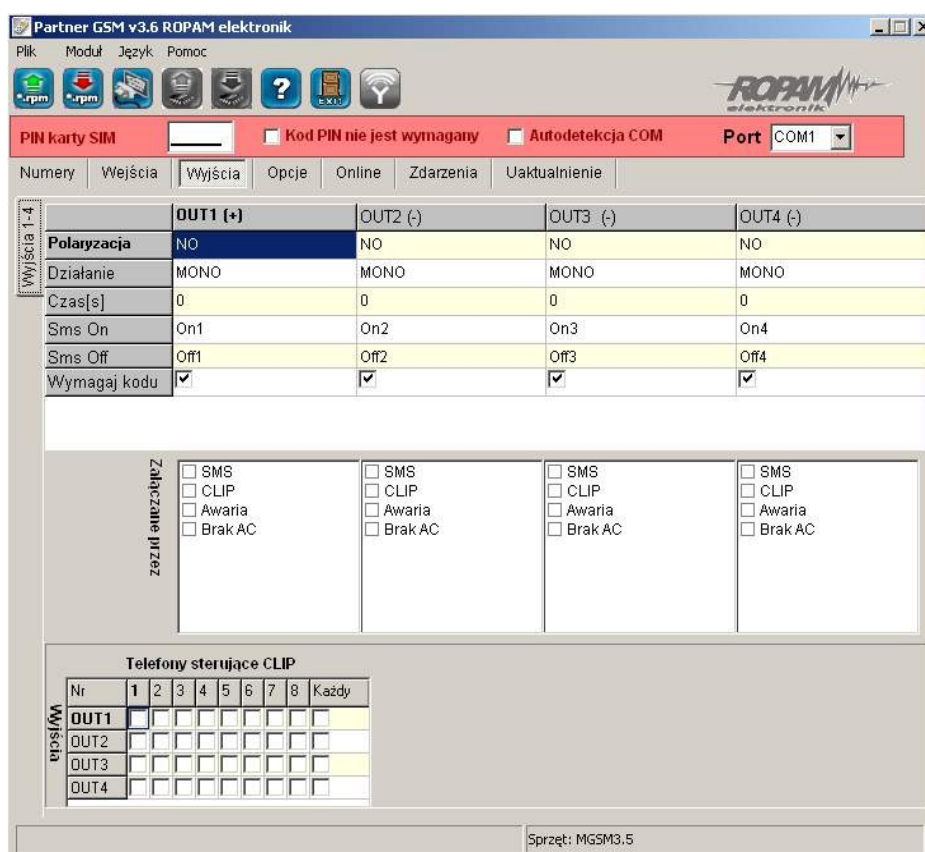 Partner GSM v3.6 ROPAM elektronik
Plik Moduł Język Pomoc
*.rpm *.rpm ? EXIT ROPAM elektronik
PIN karty SIM Kod PIN nie jest wymagany Autodetekcja COM Port COM1
Numery Wejścia Wyjścia Opcje Online Zdarzenia Uaktualnienie
Wyjścia 1-4
OUT1 (+) OUT2 (-) OUT3 (-) OUT4 (-)
Polaryzacja NO NO NO NO
Działanie MONO MONO MONO MONO
Czas[s] 0 0 0 0
Sms On On1 On2 On3 On4
Sms Off Off1 Off2 Off3 Off4
Wymagaj kodu
Załączane przez
SMS SMS SMS SMS
CLIP CLIP CLIP CLIP
Awaria Awaria Awaria Awaria
Brak AC Brak AC Brak AC Brak AC
Telefony sterujące CLIP
Nr 1 2 3 4 5 6 7 8 Każdy
Wyjścia
OUT1
OUT2
OUT3
OUT4
Sprzęt: MGSM3.5